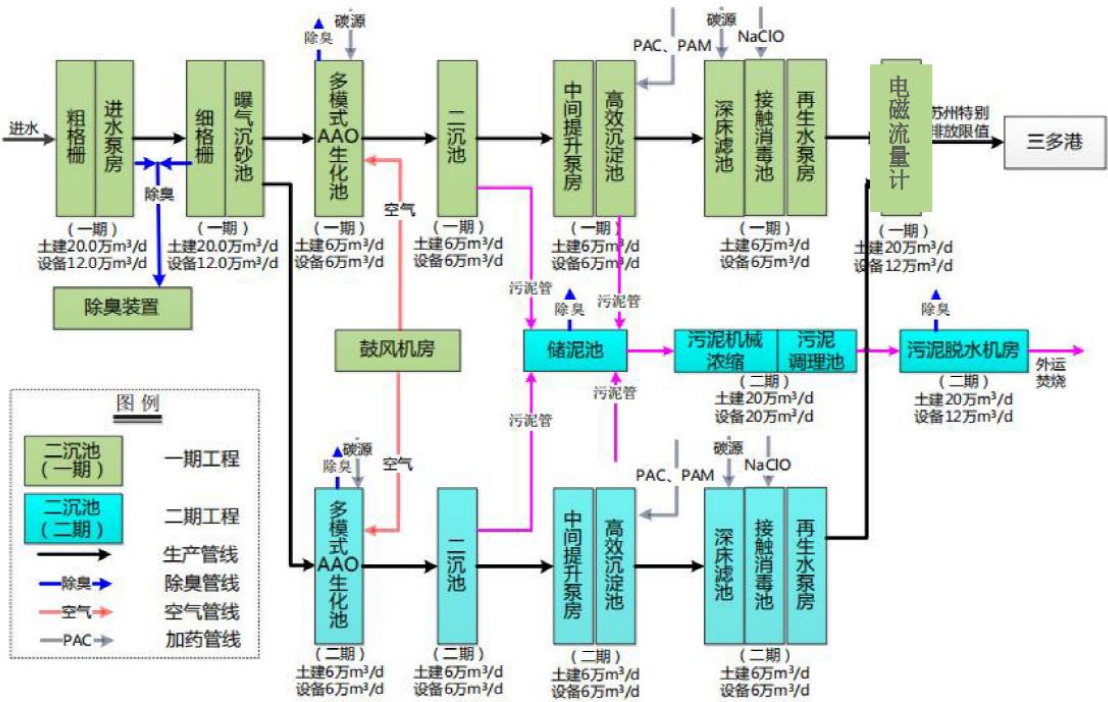 碳源
除臭
PAC、PAM
碳源
NaClO
进水
粗格栅
进水泵房
细格栅
曝气沉砂池
多模式AAO生化池
二沉池
中间提升泵房
高效沉淀池
深床滤池
接触消毒池
再生水泵房
电磁流量计
苏州特别
排放限值
三多港
除臭
空气
(一期)
土建20.0万m³/d
设备12.0万m³/d
(一期)
土建20.0万m³/d
设备12.0万m³/d
(一期)
土建6万m³/d
设备6万m³/d
(一期)
土建6万m³/d
设备6万m³/d
(一期)
土建6万m³/d
设备6万m³/d
(一期)
土建6万m³/d
设备6万m³/d
(一期)
土建20万m³/d
设备12万m³/d
污泥管
污泥管
除臭装置
鼓风机房
除臭
储泥池
污泥机械
浓缩
污泥
调理池
除臭
污泥脱水机房
外运
焚烧
(二期)
土建20万m³/d
设备20万m³/d
(二期)
土建20万m³/d
设备12万m³/d
污泥管
污泥管
图 例
二沉池
(一期)
一期工程
二沉池
(二期)
二期工程
生产管线
除臭
除臭管线
空气
空气管线
PAC
加药管线
碳源
除臭
空气
PAC、PAM
碳源
NaClO
多模式AAO生化池
二沉池
中间提升泵房
高效沉淀池
深床滤池
接触消毒池
再生水泵房
(二期)
土建6万m³/d
设备6万m³/d
(二期)
土建6万m³/d
设备6万m³/d
(二期)
土建6万m³/d
设备6万m³/d
(二期)
土建6万m³/d
设备6万m³/d